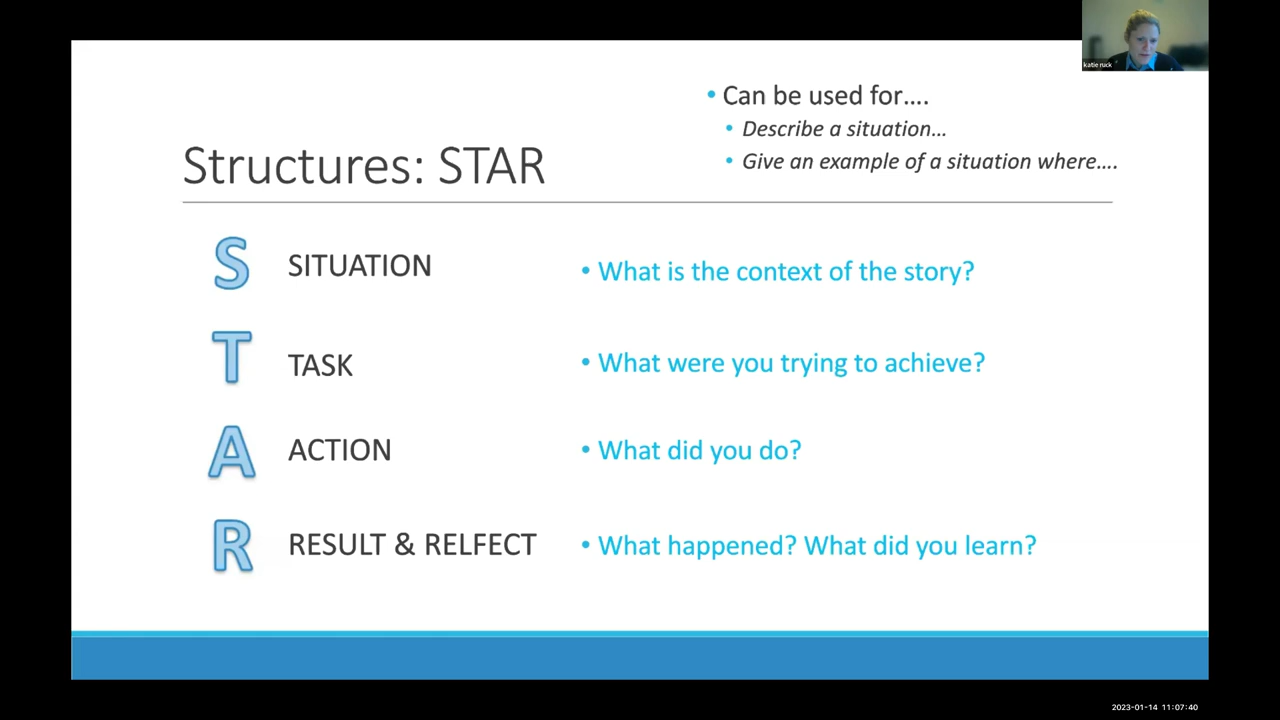 katie ruck
• Can be used for....
• Describe a situation...
• Give an example of a situation where....
Structures: STAR
S SITUATION • What is the context of the story?
T TASK • What were you trying to achieve?
A ACTION • What did you do?
R RESULT & RELFECT • What happened? What did you learn?
2023-01-14 11:07:40